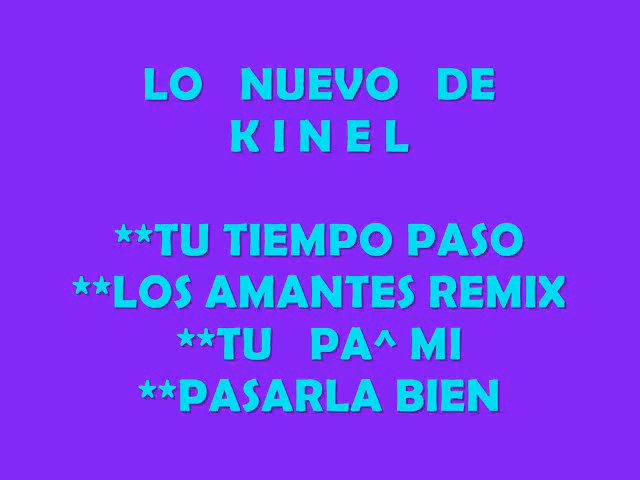 LO NUEVO DE
K I N E L
**TU TIEMPO PASO
**LOS AMANTES REMIX
**TU PA^ MI
**PASARLA BIEN